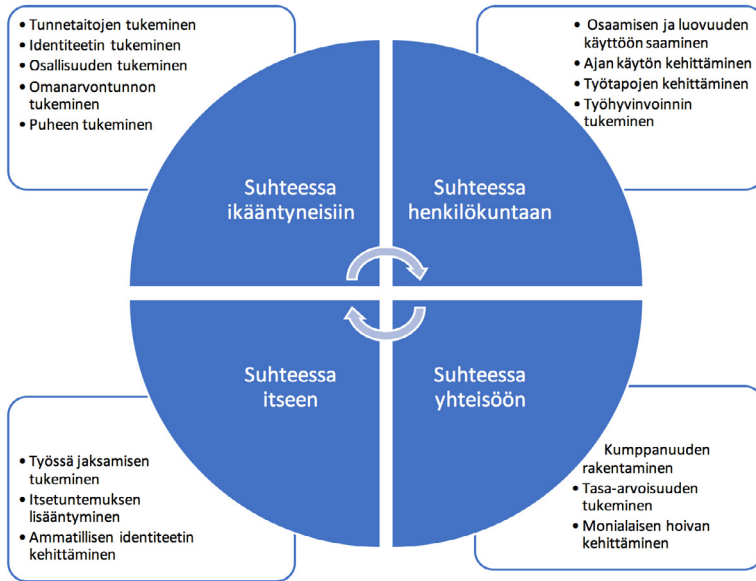 • Tunnetaitojen tukeminen
• Identiteetin tukeminen
• Osallisuuden tukeminen
• Omanarvontunnon
tukeminen
• Puheen tukeminen
• Osaamisen ja luovuuden
käyttöön saaminen
• Ajan käytön kehittäminen
• Työtapojen kehittäminen
• Työhyvinvoinnin
tukeminen
Suhteessa
ikääntyneisiin
Suhteessa
henkilökuntaan
Suhteessa
itseen
Suhteessa
yhteisöön
• Työssä jaksamisen
tukeminen
• Itsetuntemuksen
lisääntyminen
• Ammatillisen identiteetin
kehittäminen
Kumppanuuden
rakentaminen
• Tasa-arvoisuuden
tukeminen
• Monialaisen hoivan
kehittäminen